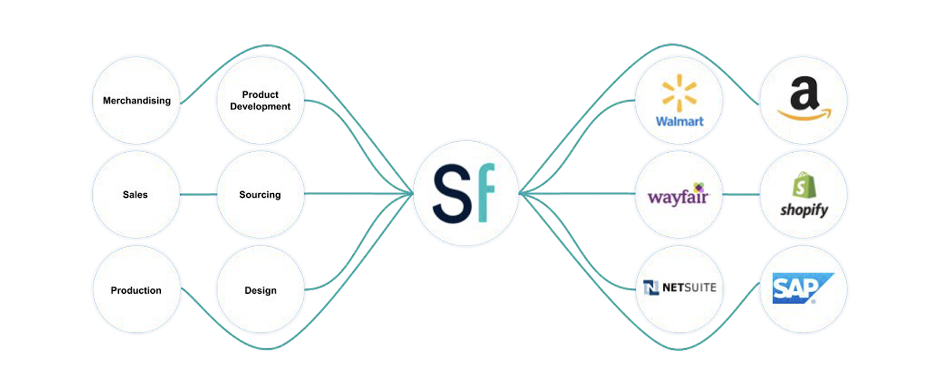 Merchandising
Product
Development
Sales
Sourcing
Production
Design
Sf
Walmart
a
wayfair
shopify
N NETSUITE
SAP